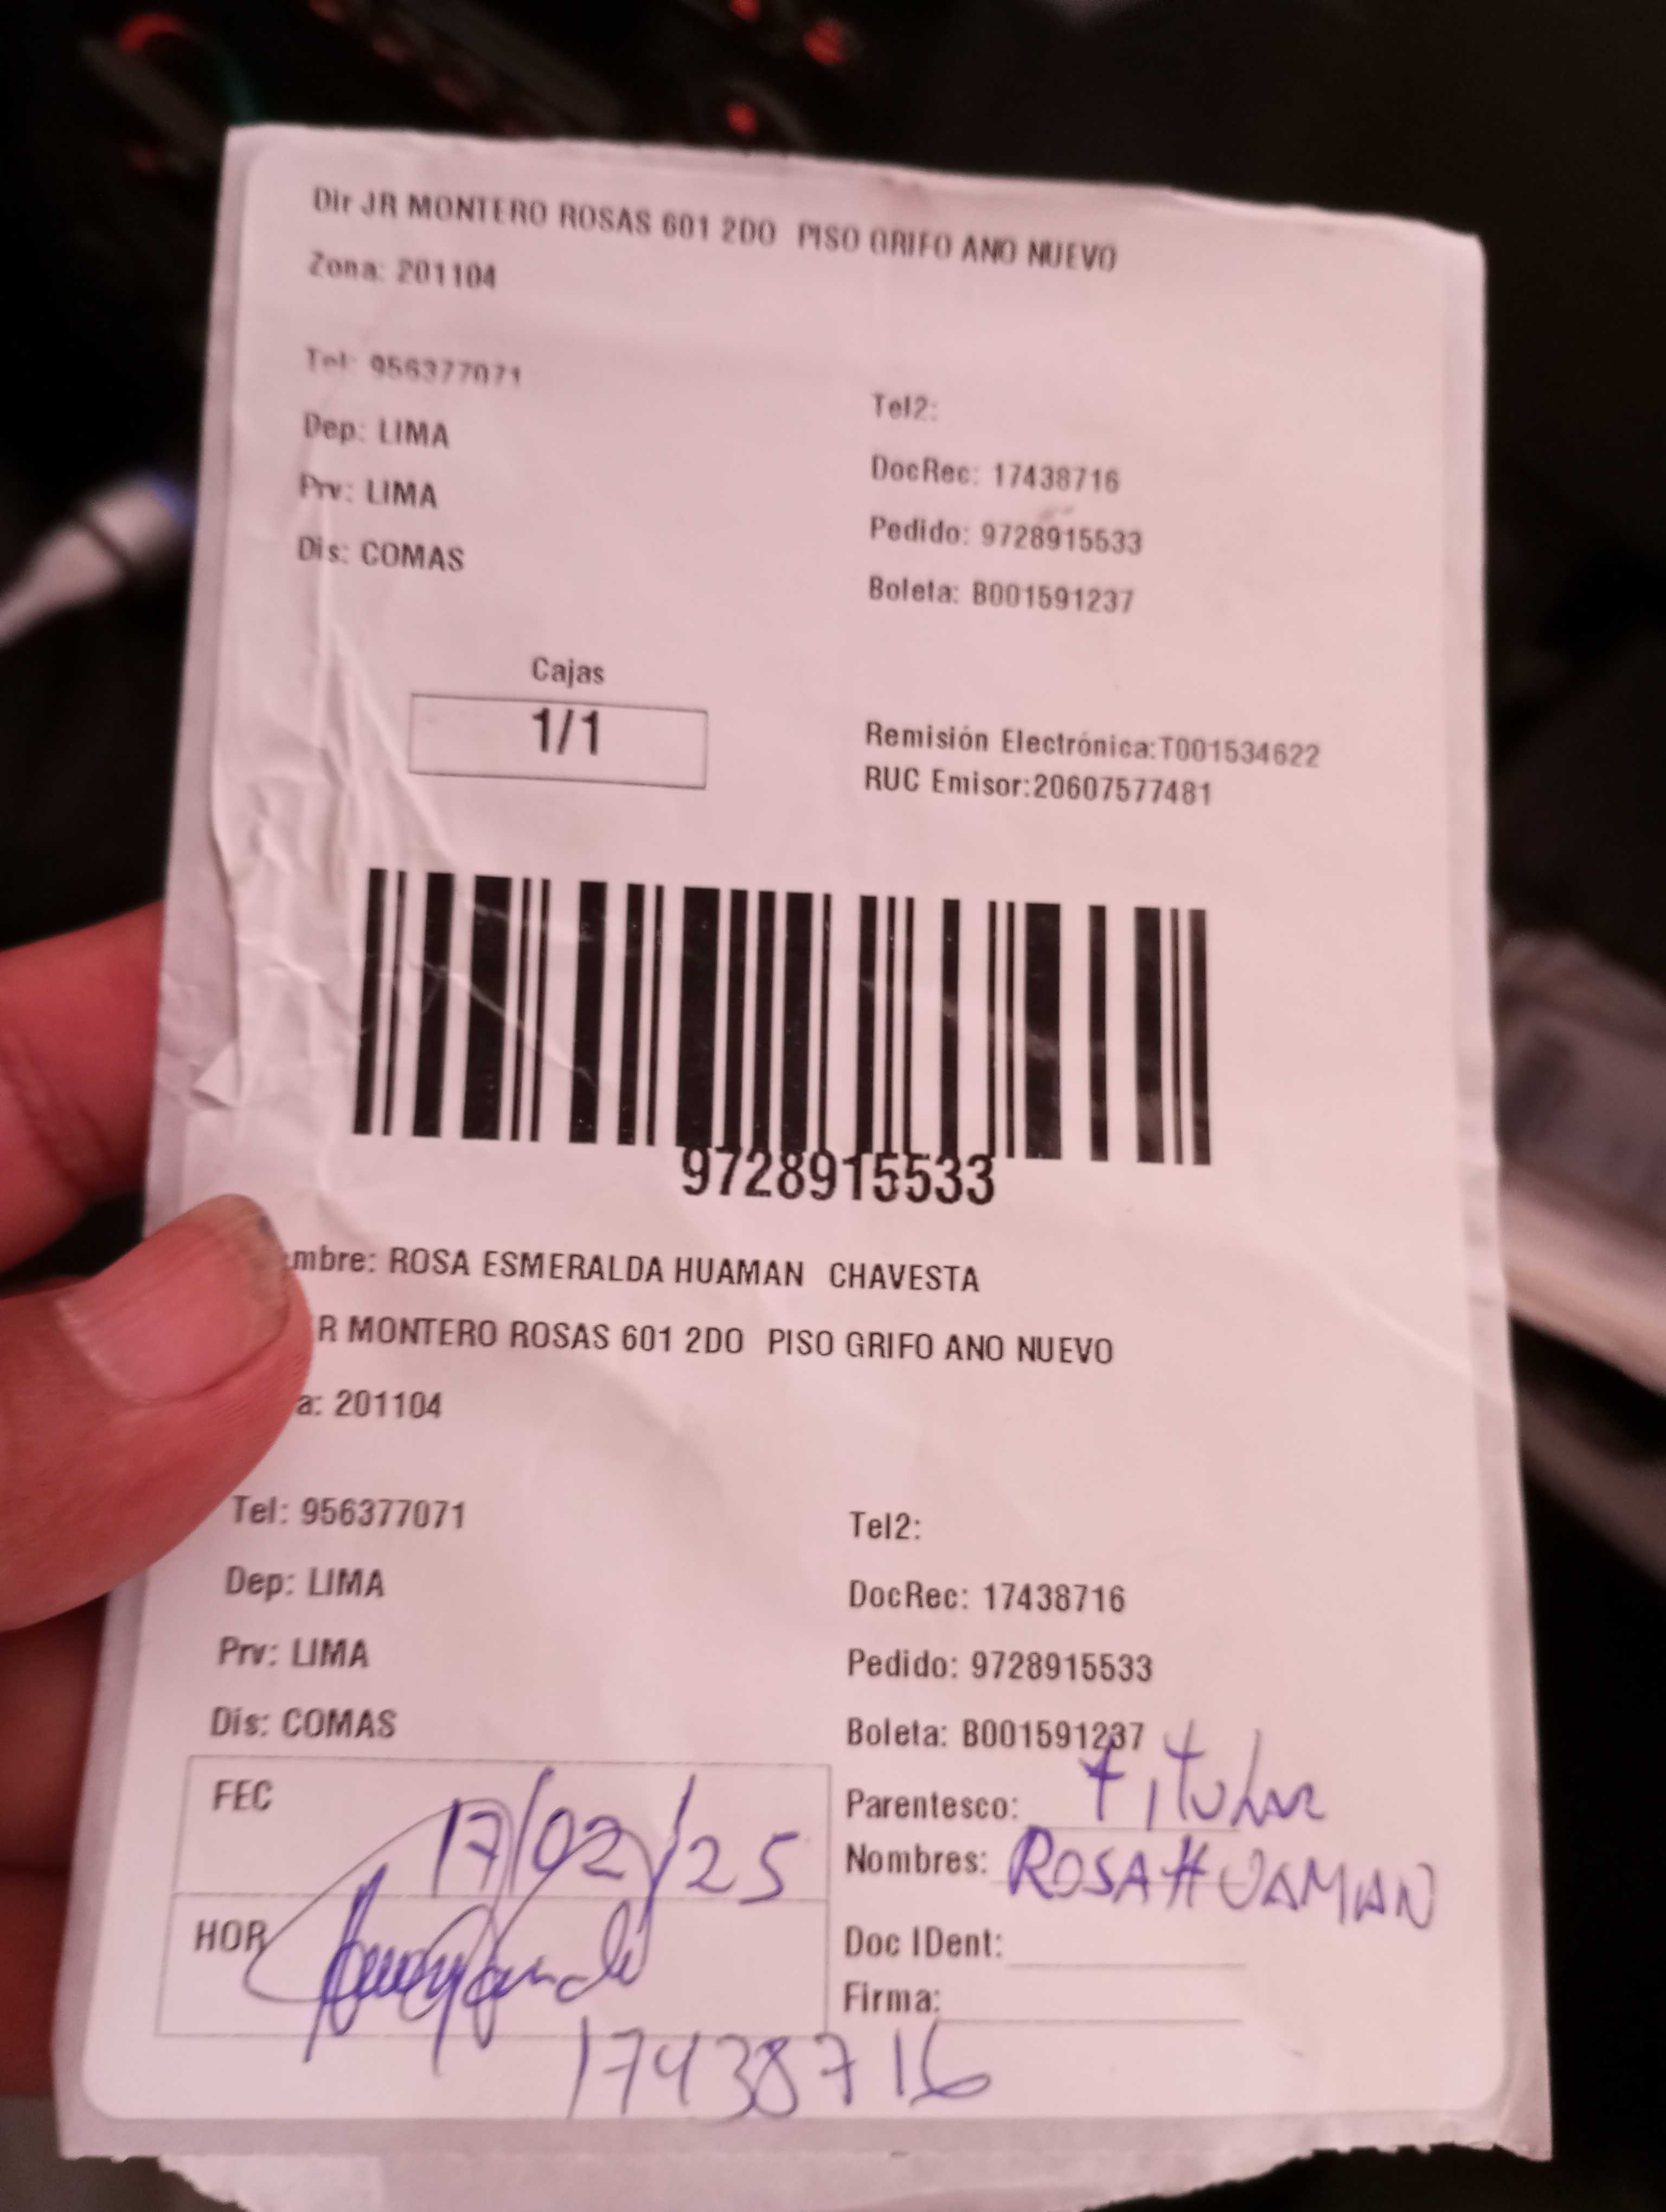 Dir JR MONTERO ROSAS 601 2DO PISO GRIFO ANO NUEVO
Zona: 201104
Tel: 956377071
Tel2:
Dep: LIMA
DocRec: 17438716
Prv: LIMA
Pedido: 9728915533
Dis: COMAS
Boleta: B001591237
Cajas
1/1
Remisión Electrónica:T001534622
RUC Emisor:20607577481
9728915533
mbre: ROSA ESMERALDA HUAMAN CHAVESTA
R MONTERO ROSAS 601 2DO PISO GRIFO ANO NUEVO
a: 201104
Tel: 956377071
Tel2:
Dep: LIMA
DocRec: 17438716
Prv: LIMA
Pedido: 9728915533
Dis: COMAS
Boleta: B001591237
FEC 17/02/25
Parentesco: titular
Nombres: ROSA HUAMAN
HOR
Doc IDent:
Firma:
17438716